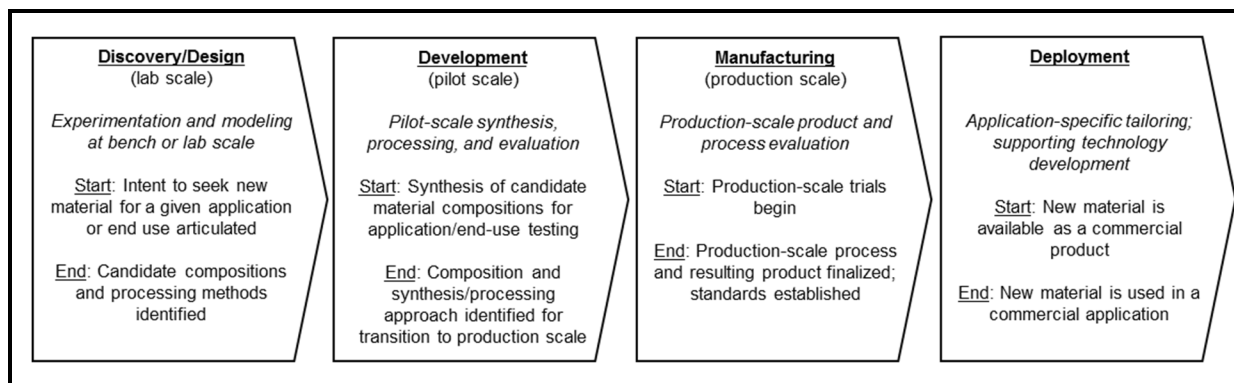 Discovery/Design
(lab scale)
Experimentation and modeling
at bench or lab scale
Start: Intent to seek new
material for a given application
or end use articulated
End: Candidate compositions
and processing methods
identified
Development
(pilot scale)
Pilot-scale synthesis,
processing, and evaluation
Start: Synthesis of candidate
material compositions for
application/end-use testing
End: Composition and
synthesis/processing
approach identified for
transition to production scale
Manufacturing
(production scale)
Production-scale product and
process evaluation
Start: Production-scale trials
begin
End: Production-scale process
and resulting product finalized;
standards established
Deployment
Application-specific tailoring;
supporting technology
development
Start: New material is
available as a commercial
product
End: New material is used in a
commercial application